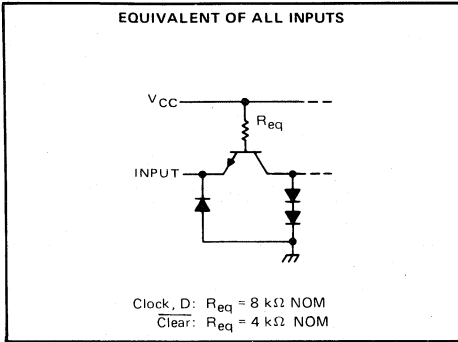 EQUIVALENT OF ALL INPUTS
VCC
Req
INPUT
Clock, D: Req = 8 kΩ NOM
Clear: Req = 4 kΩ NOM